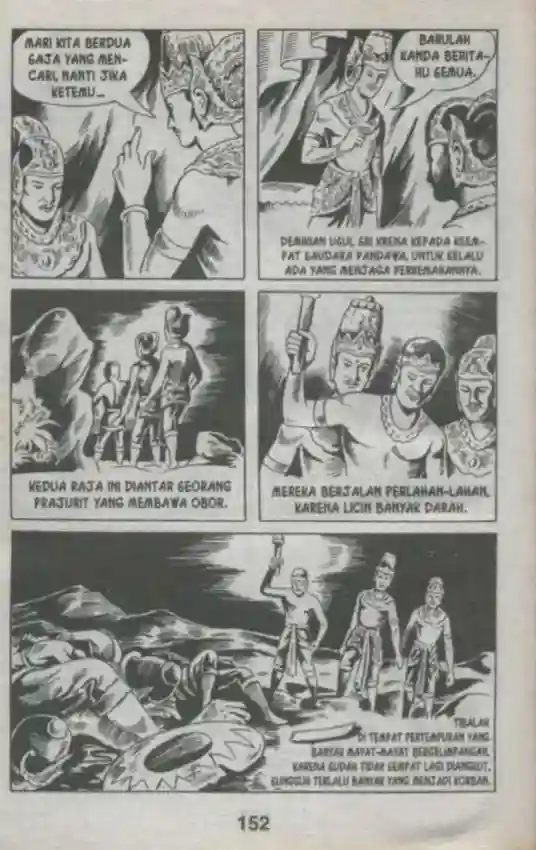 MARI KITA BERDUA
SAJA YANG MEN-
CARI, NANTI JIKA
KETEMU...
BARULAH
KANDA BERITA-
HU SEMUA.
DEMIKIAN USUL SRI KRESNA KEPADA KEEM-
PAT SAUDARA PANDAWA, UNTUK SELALU
ADA YANG MENJAGA PERKEMAHANNYA.
KEDUA RAJA INI DIANTAR SEORANG
PRAJURIT YANG MEMBAWA OBOR.
MEREKA BERJALAN PERLAHAN-LAHAN,
KARENA LICIN BANYAK DARAH.
TIBALAH
DI TEMPAT PERTEMPURAN YANG
BANYAK MAYAT-MAYAT BERGELIMPANGAN,
KARENA SUDAH TIDAK SEMPAT LAGI DIANGKUT.
SUNGGUH TERLALU BANYAK YANG MENJADI KORBAN.
152